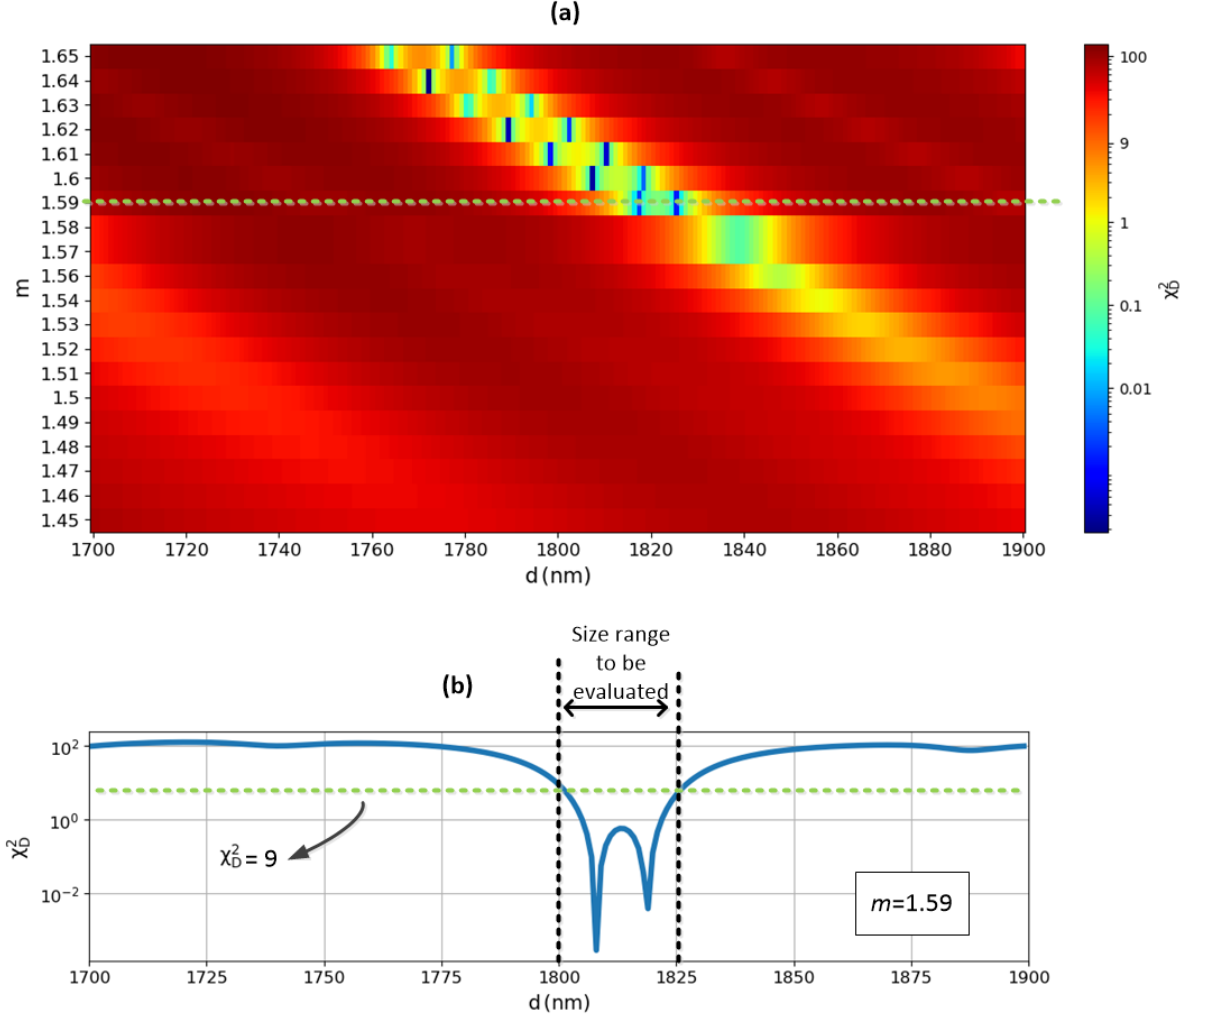 (a)
1.65
1.64
1.63
1.62
1.61
1.6
1.59
1.58
1.57
1.56
1.54
1.53
1.52
1.51
1.5
1.49
1.48
1.47
1.46
1.45
m
1700 1720 1740 1760 1780 1800 1820 1840 1860 1880 1900
d (nm)
100
9
1
0.1
0.01
χ²_D
Size range
to be
evaluated
(b)
10²
10⁰
10⁻²
χ²_D
χ²_D = 9
m=1.59
1700 1725 1750 1775 1800 1825 1850 1875 1900
d (nm)